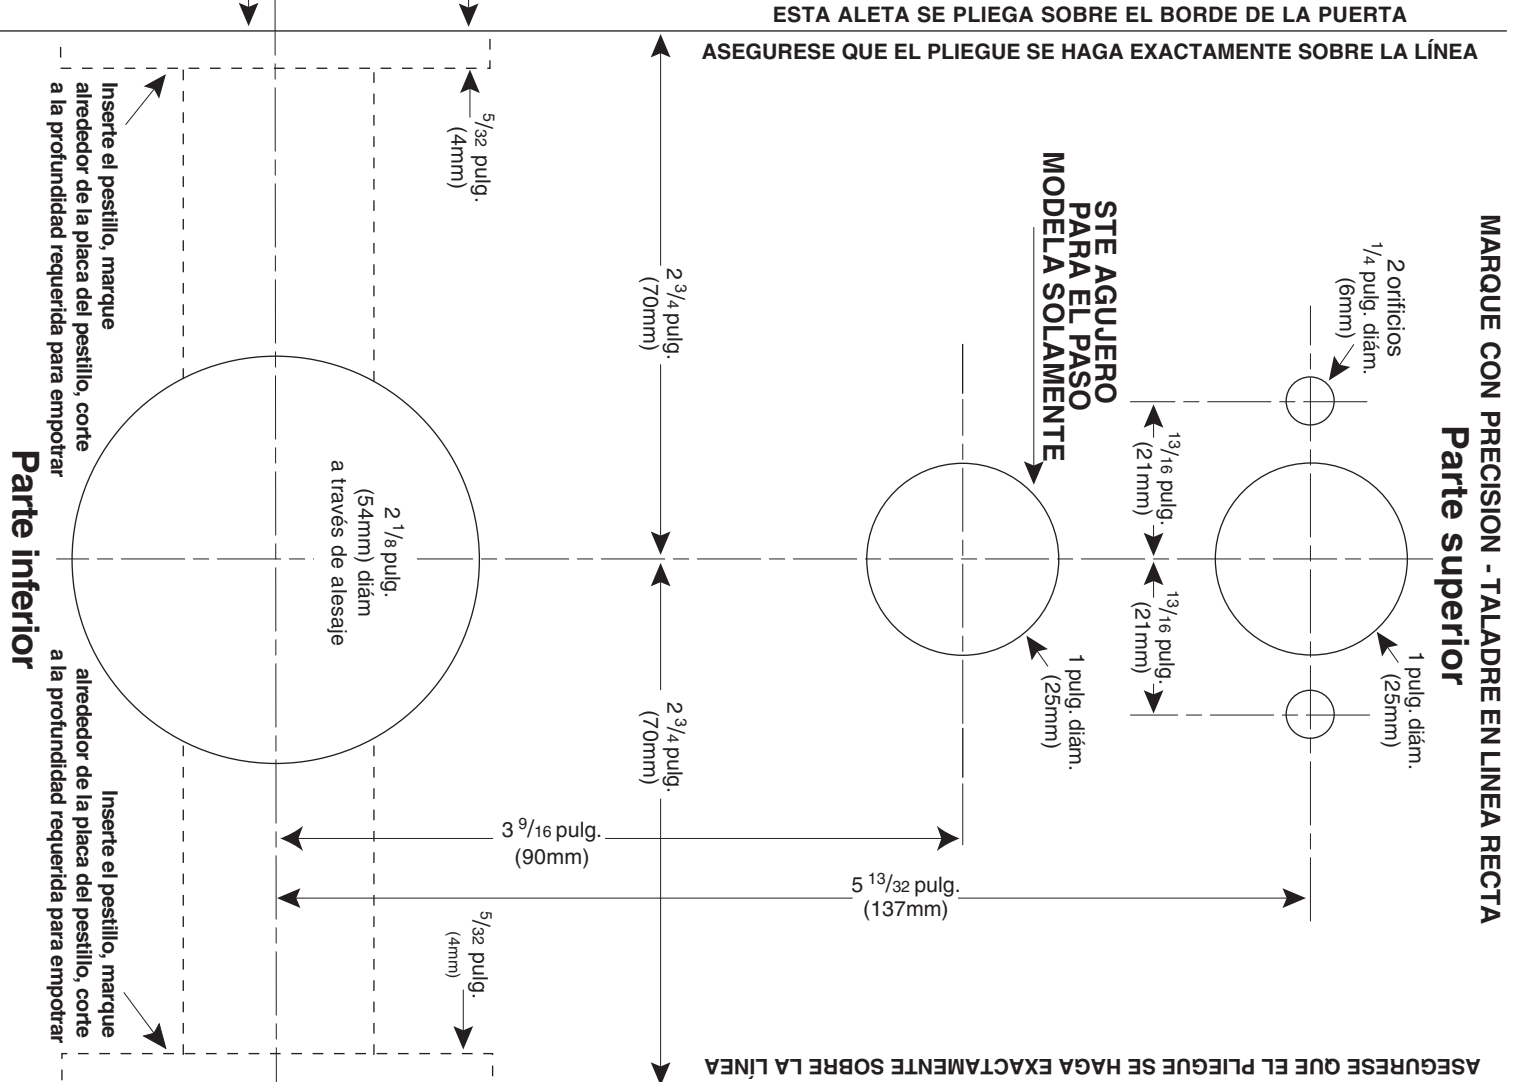 ESTA ALETA SE PLIEGA SOBRE EL BORDE DE LA PUERTA
ASEGURESE QUE EL PLIEGUE SE HAGA EXACTAMENTE SOBRE LA LÍNEA
MARQUE CON PRECISION - TALADRE EN LINEA RECTA
Parte superior
2 orificios
1/4 pulg. diám.
(6mm)
1 pulg. diám.
(25mm)
13/16 pulg.
(21mm)
13/16 pulg.
(21mm)
STE AGUJERO
PARA EL PASO
MODELA SOLAMENTE
1 pulg. diám.
(25mm)
2 3/4 pulg.
(70mm)
2 3/4 pulg.
(70mm)
3 9/16 pulg.
(90mm)
5 13/32 pulg.
(137mm)
5/32 pulg.
(4mm)
5/32 pulg.
(4mm)
2 1/8 pulg.
(54mm) diám
a través de alesaje
Inserte el pestillo, marque
alrededor de la placa del pestillo, corte
a la profundidad requerida para empotrar
Inserte el pestillo, marque
alrededor de la placa del pestillo, corte
a la profundidad requerida para empotrar
Parte inferior
ASEGURESE QUE EL PLIEGUE SE HAGA EXACTAMENTE SOBRE LA LÍNEA